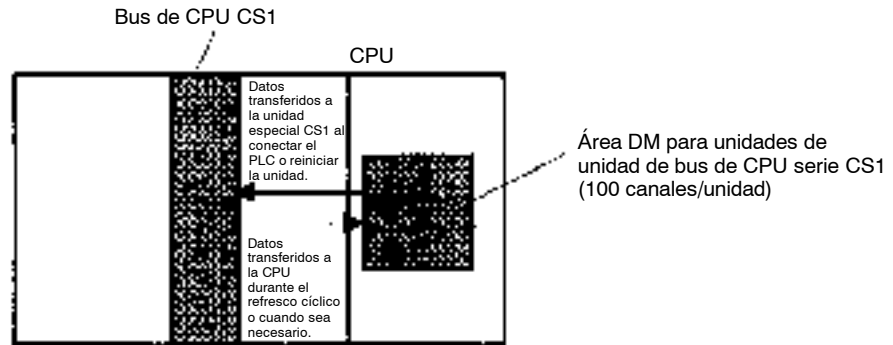 Bus de CPU CS1
CPU
Datos
transferidos a
la unidad
especial CS1 al
conectar el
PLC o reiniciar
la unidad.
Área DM para unidades de
unidad de bus de CPU serie CS1
(100 canales/unidad)
Datos
transferidos a
la CPU
durante el
refresco cíclico
o cuando sea
necesario.